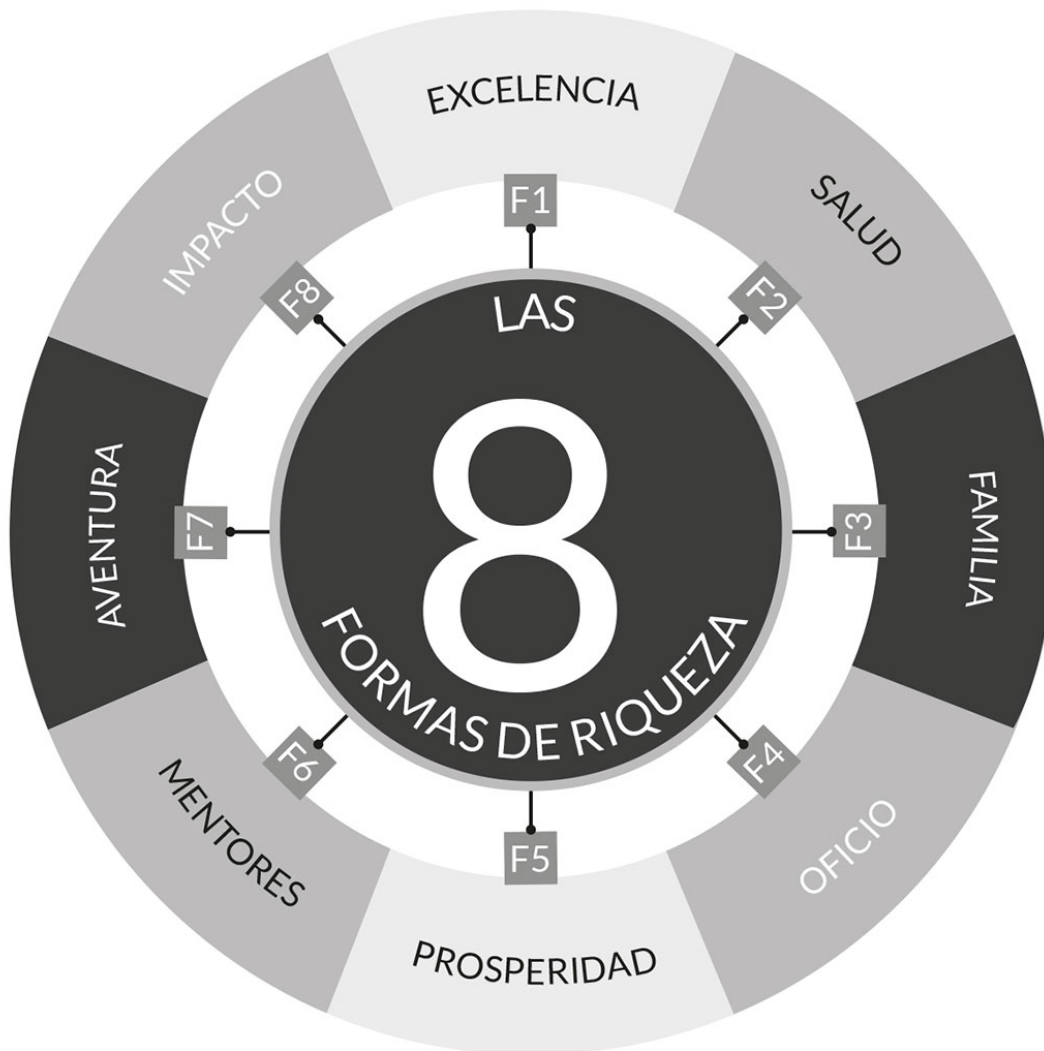 LAS
8
FORMAS DE RIQUEZA
F1
EXCELENCIA
F2
SALUD
F3
FAMILIA
F4
OFICIO
F5
PROSPERIDAD
F6
MENTORES
F7
AVENTURA
F8
IMPACTO